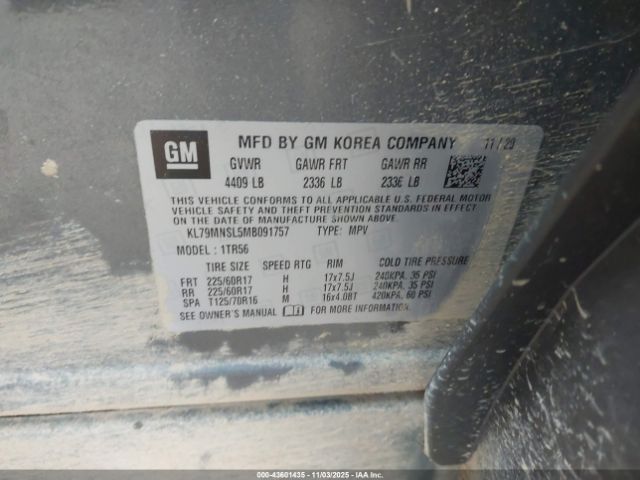 GM
MFD BY GM KOREA COMPANY 11 / 20
GVWR GAWR FRT GAWR RR
4409 LB 2336 LB 2336 LB
THIS VEHICLE CONFORMS TO ALL APPLICABLE U.S. FEDERAL MOTOR
VEHICLE SAFETY AND THEFT PREVENTION STANDARDS IN EFFECT
ON THE DATE OF MANUFACTURE SHOWN ABOVE.
KL79MNSL5MB091757 TYPE: MPV
MODEL: 1TR56
TIRE SIZE SPEED RTG RIM COLD TIRE PRESSURE
FRT 225/60R17 H 17x7.5J 240KPA, 35 PSI
RR 225/60R17 H 17x7.5J 240KPA, 35 PSI
SPA T125/70R16 M 16x4.0BT 420KPA, 60 PSI
SEE OWNER'S MANUAL FOR MORE INFORMATION.
000-43601435 - 11/03/2025 - IAA, Inc.